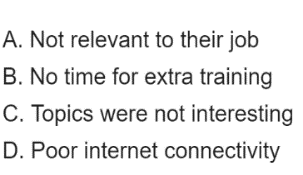 A. Not relevant to their job
B. No time for extra training
C. Topics were not interesting
D. Poor internet connectivity